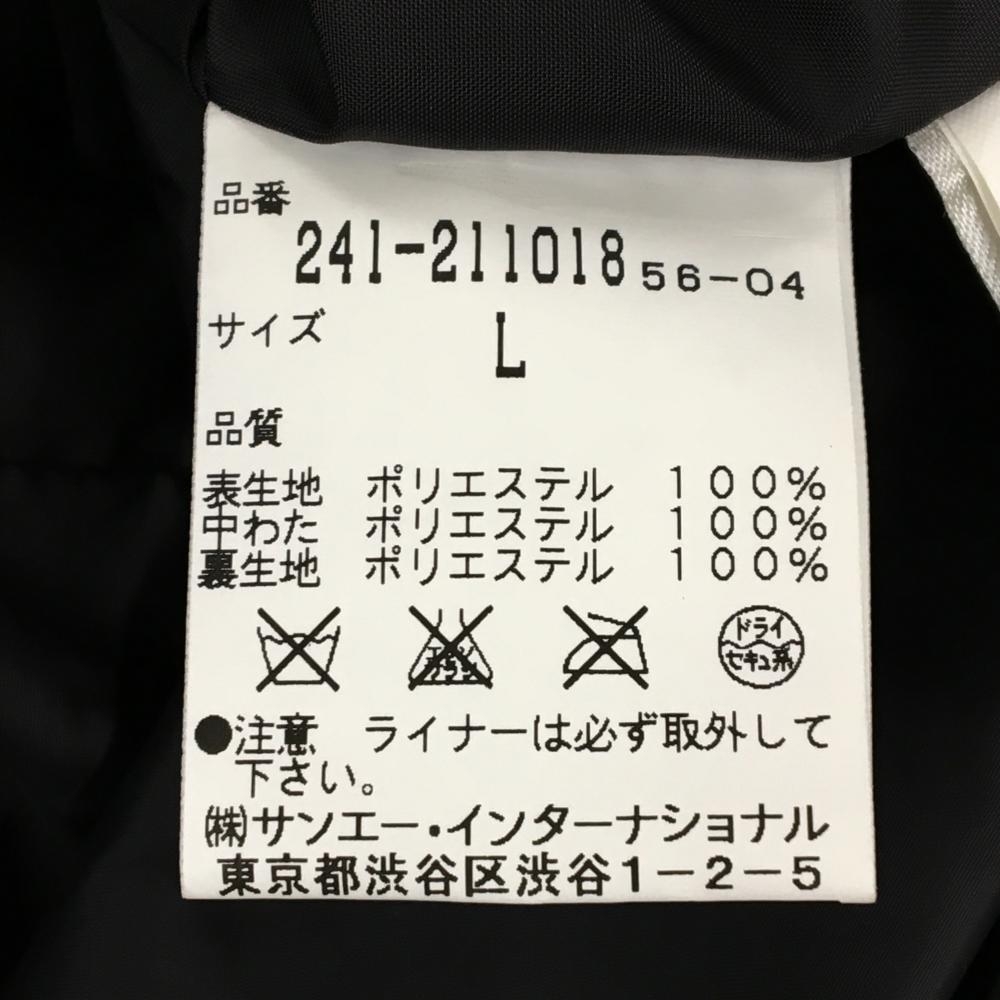 品番
241-211018 56-04
サイズ
L
品質
表生地 ポリエステル 100%
中わた ポリエステル 100%
裏生地 ポリエステル 100%
ドライ
セキュ系
●注意 ライナーは必ず取外して
下さい。
㈱サンエー・インターナショナル
東京都渋谷区渋谷1-2-5